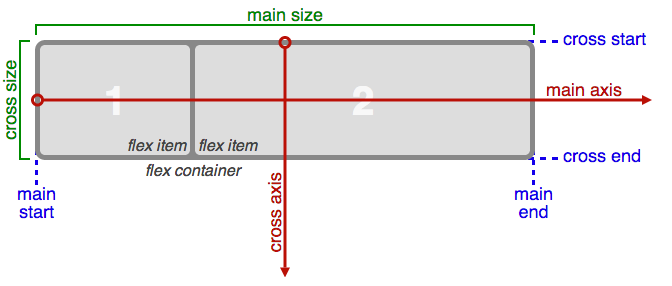 main size
cross start
cross size
1
2
main axis
flex item
flex item
cross end
flex container
cross axis
main
start
main
end